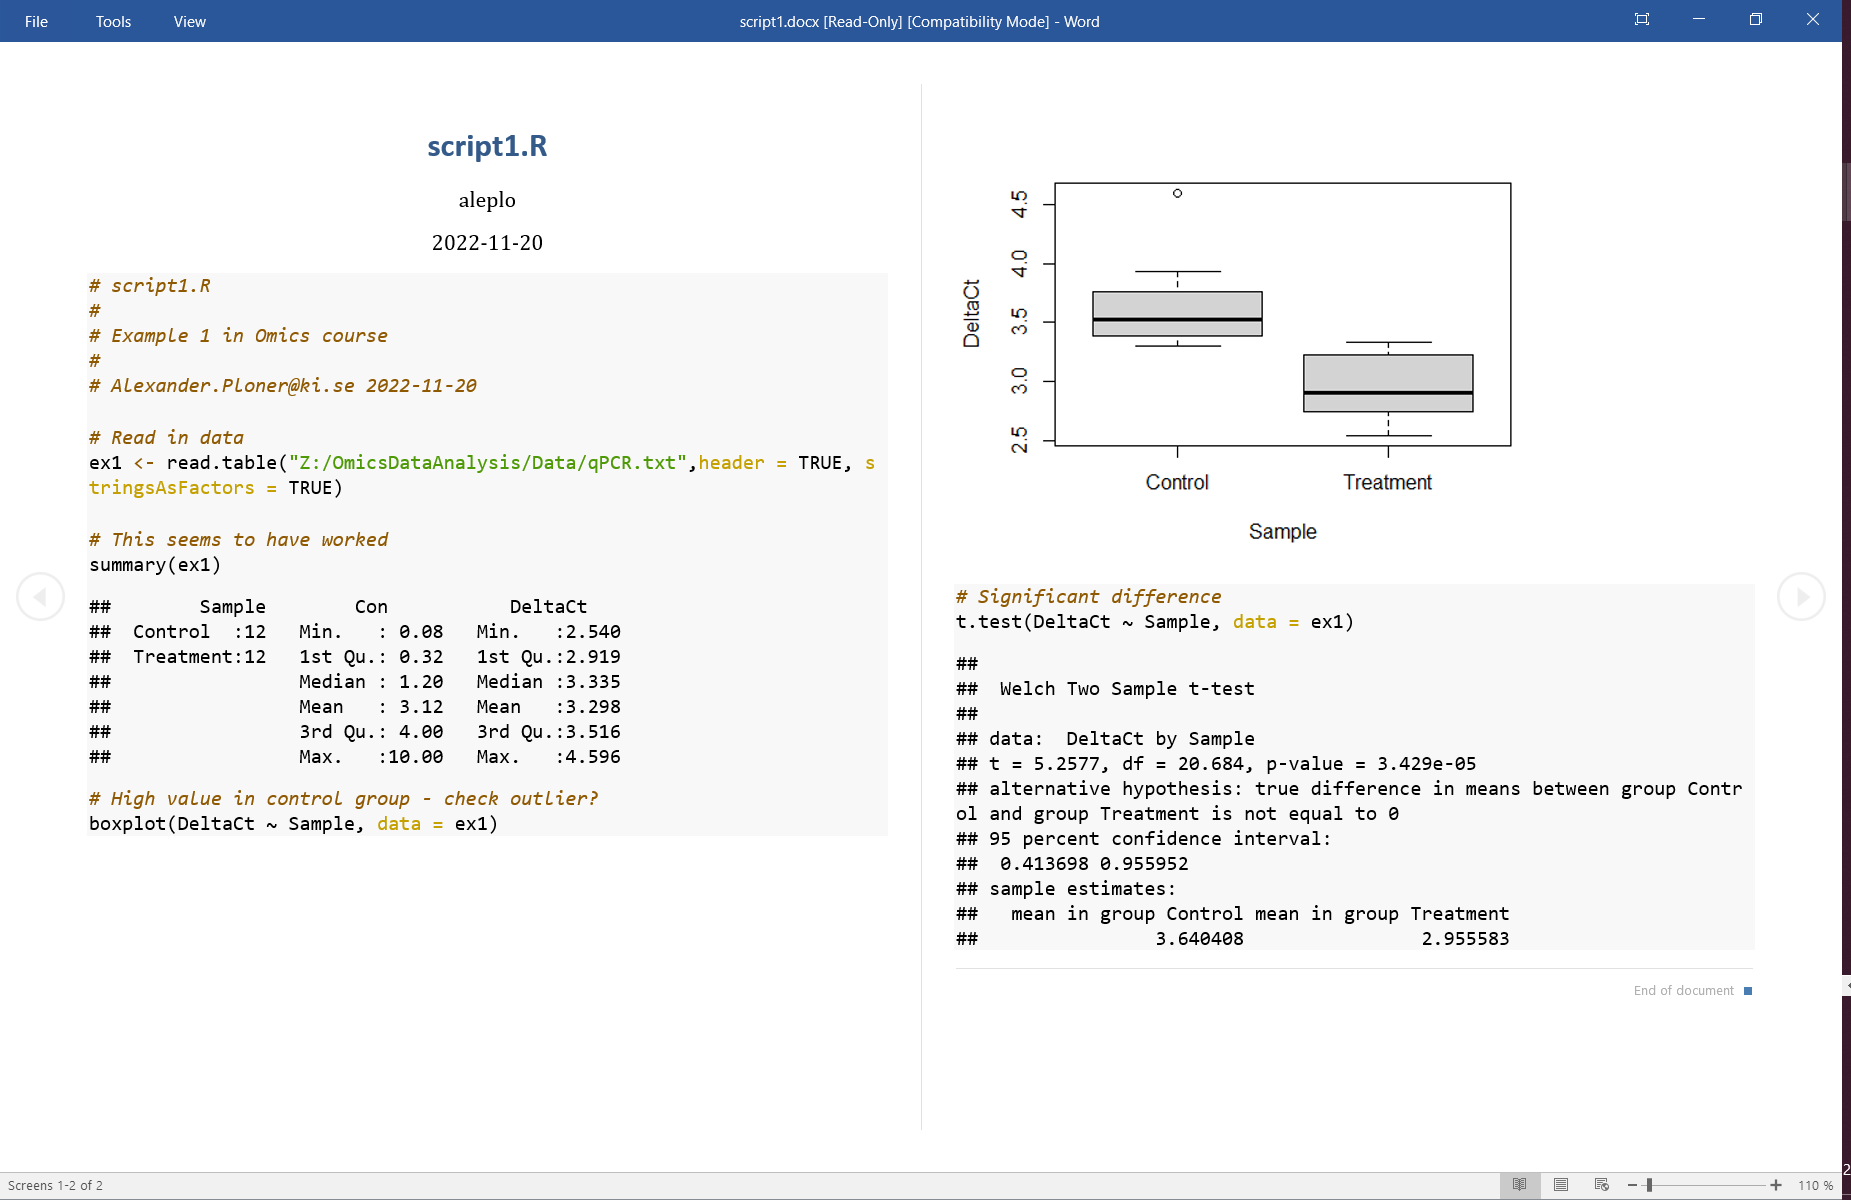 File Tools View script1.docx [Read-Only] [Compatibility Mode] - Word
script1.R
aleplo
2022-11-20
# script1.R
#
# Example 1 in Omics course
#
# Alexander.Ploner@ki.se 2022-11-20
# Read in data
ex1 <- read.table("Z:/OmicsDataAnalysis/Data/qPCR.txt",header = TRUE, s
tringsAsFactors = TRUE)
# This seems to have worked
summary(ex1)
##        Sample        Con           DeltaCt
##  Control  :12   Min.   : 0.08   Min.   :2.540
##  Treatment:12   1st Qu.: 0.32   1st Qu.:2.919
##                 Median : 1.20   Median :3.335
##                 Mean   : 3.12   Mean   :3.298
##                 3rd Qu.: 4.00   3rd Qu.:3.516
##                 Max.   :10.00   Max.   :4.596
# High value in control group - check outlier?
boxplot(DeltaCt ~ Sample, data = ex1)
DeltaCt
4.5
4.0
3.5
3.0
2.5
Control Treatment
Sample
# Significant difference
t.test(DeltaCt ~ Sample, data = ex1)
##
##  Welch Two Sample t-test
##
## data:  DeltaCt by Sample
## t = 5.2577, df = 20.684, p-value = 3.429e-05
## alternative hypothesis: true difference in means between group Contr
ol and group Treatment is not equal to 0
## 95 percent confidence interval:
##  0.413698 0.955952
## sample estimates:
##   mean in group Control mean in group Treatment
##                3.640408                2.955583
End of document
Screens 1-2 of 2 110 %
2